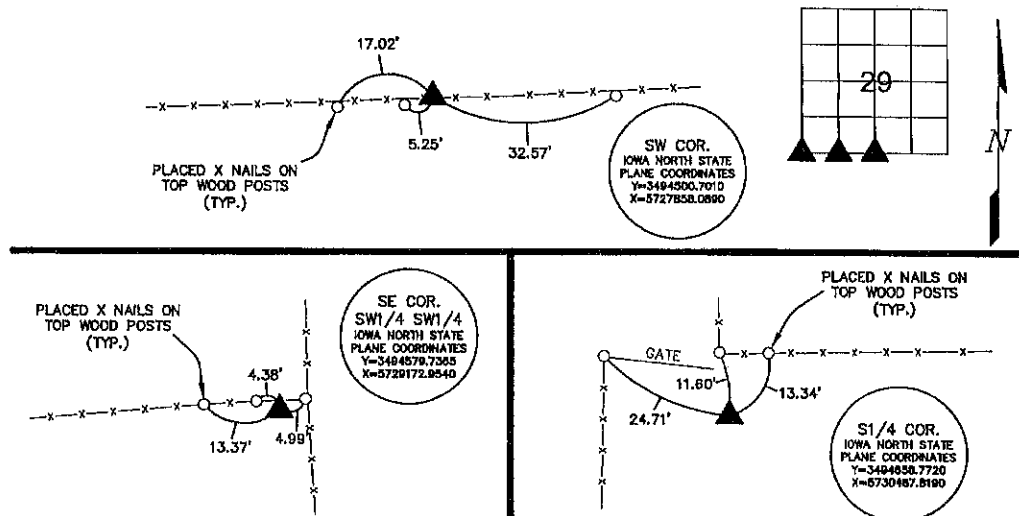 17.02'
5.25'
32.57'
PLACED X NAILS ON
TOP WOOD POSTS
(TYP.)
SW COR.
IOWA NORTH STATE
PLANE COORDINATES
Y=3494500.7010
X=5727858.0890
29
N
PLACED X NAILS ON
TOP WOOD POSTS
(TYP.)
4.38'
13.37'
4.99'
SE COR.
SW1/4 SW1/4
IOWA NORTH STATE
PLANE COORDINATES
Y=3494579.7365
X=5729172.9540
PLACED X NAILS ON
TOP WOOD POSTS
(TYP.)
GATE
11.60'
13.34'
24.71'
S1/4 COR.
IOWA NORTH STATE
PLANE COORDINATES
Y=3494658.7720
X=5730487.8190